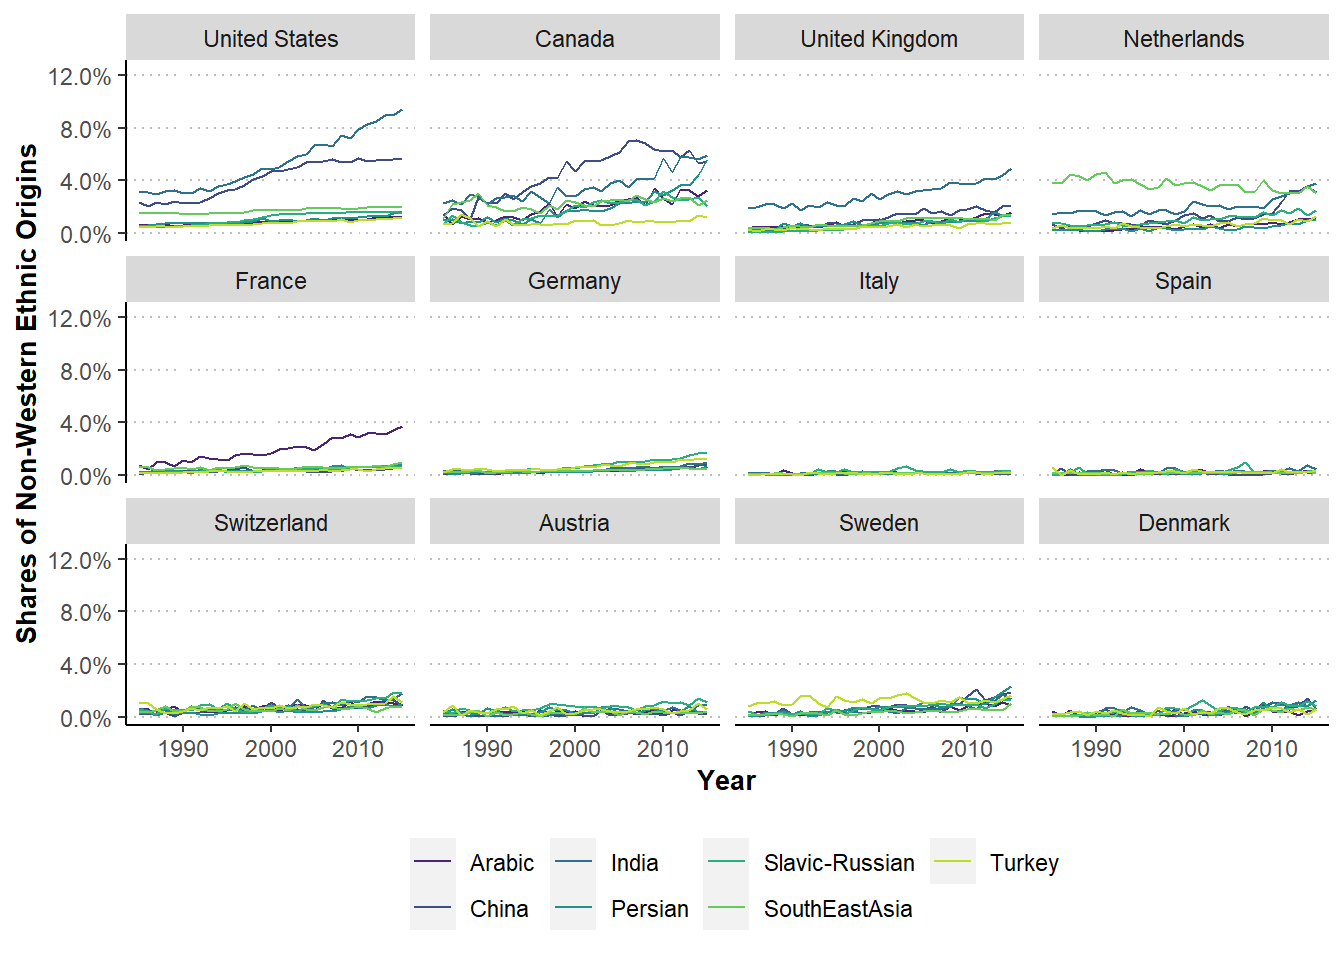 United States Canada United Kingdom Netherlands
12.0%
8.0%
4.0%
0.0%
France Germany Italy Spain
12.0%
8.0%
4.0%
0.0%
Switzerland Austria Sweden Denmark
12.0%
8.0%
4.0%
0.0%
1990 2000 2010 1990 2000 2010 1990 2000 2010 1990 2000 2010
Shares of Non-Western Ethnic Origins
Year
Arabic India Slavic-Russian Turkey
China Persian SouthEastAsia